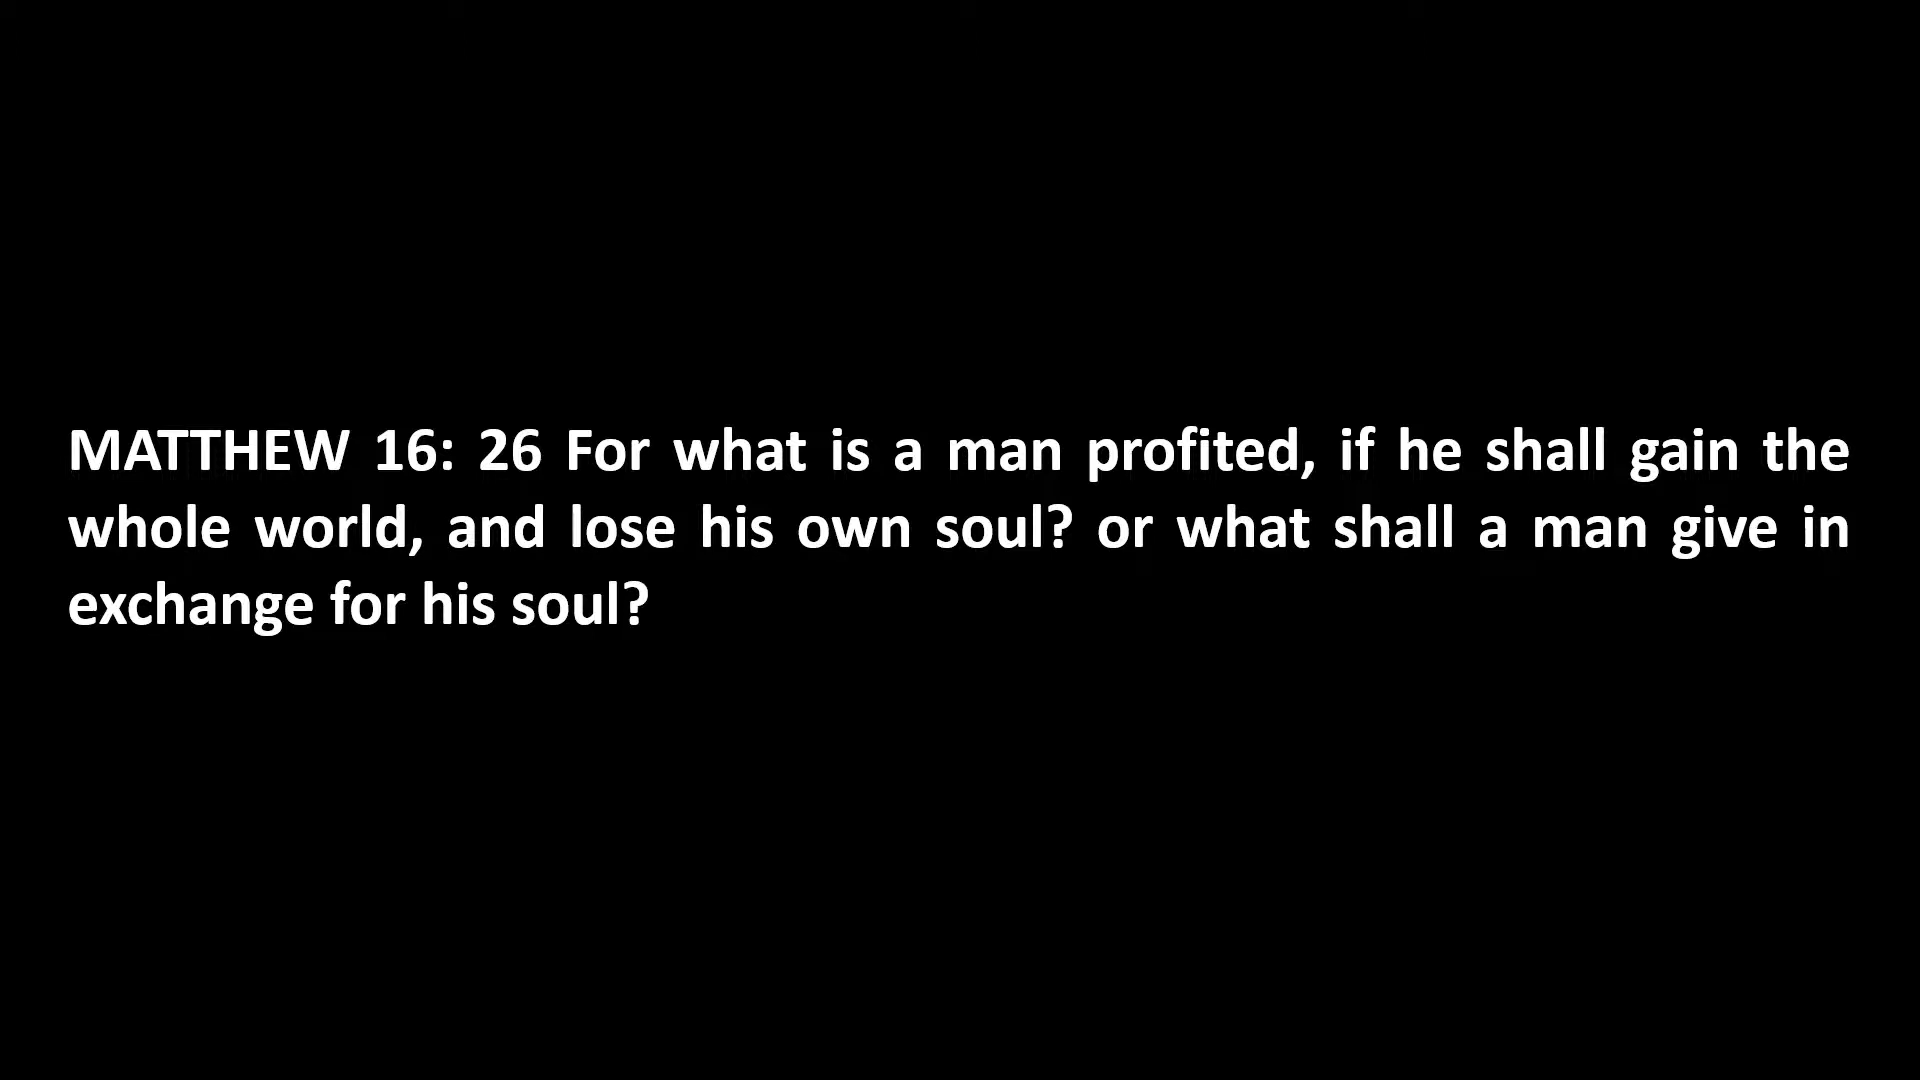 MATTHEW 16: 26 For what is a man profited, if he shall gain the
whole world, and lose his own soul? or what shall a man give in
exchange for his soul?